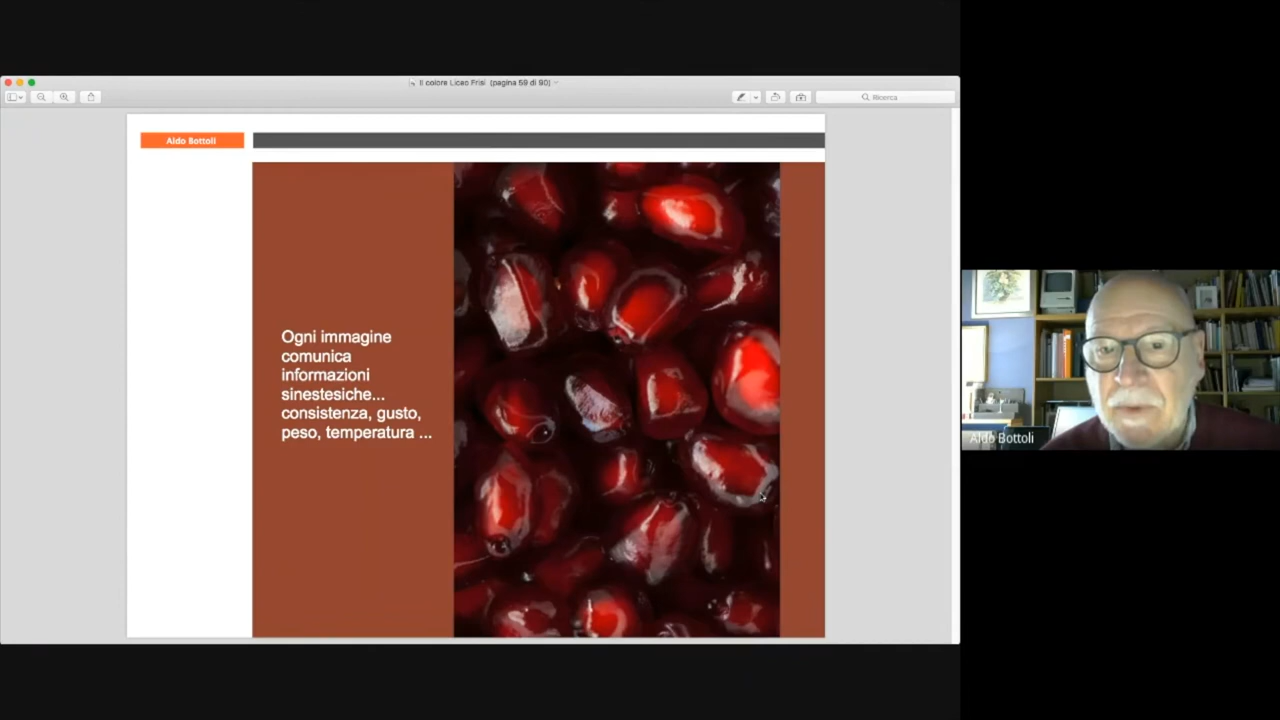 Il colore Liceo Frisi (pagina 59 di 90)
Ricerca
Aldo Bottoli
Ogni immagine
comunica
informazioni
sinestesiche...
consistenza, gusto,
peso, temperatura ...
Aldo Bottoli